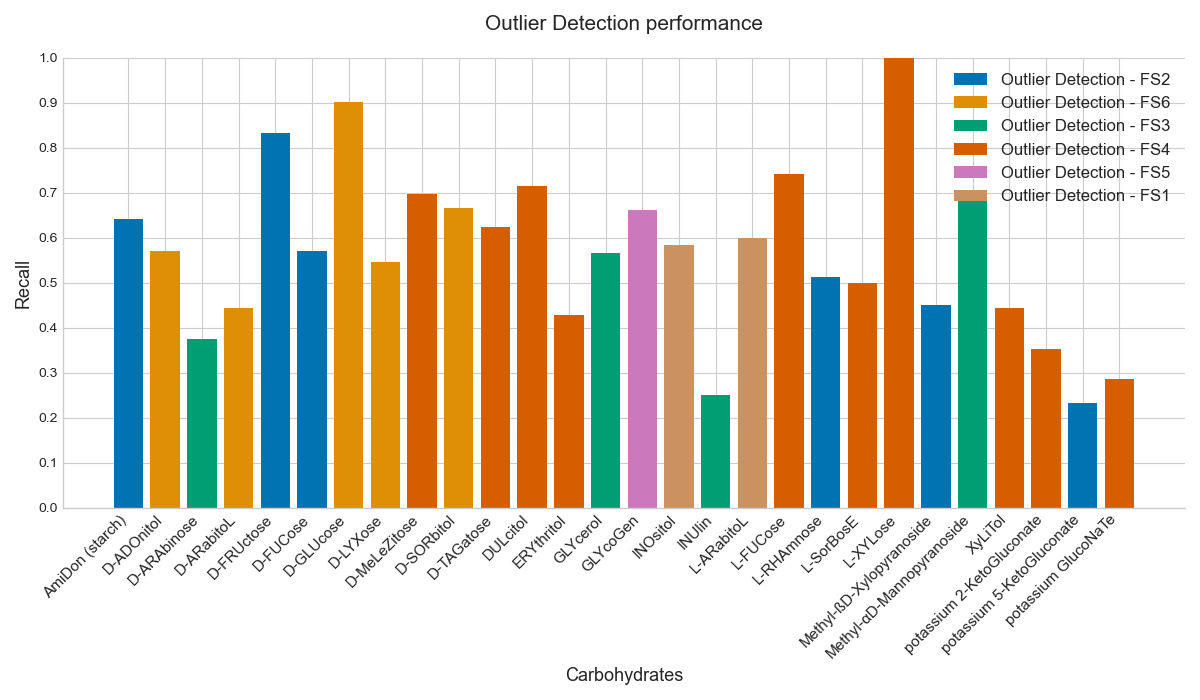 Outlier Detection performance
1.0
0.9
0.8
0.7
0.6
0.5
0.4
0.3
0.2
0.1
0.0
Recall
Outlier Detection - FS2
Outlier Detection - FS6
Outlier Detection - FS3
Outlier Detection - FS4
Outlier Detection - FS5
Outlier Detection - FS1
AmiDon (starch)
D-ADOnitol
D-ARAbinose
D-ARabitoL
D-FRUctose
D-FUCose
D-GLUcose
D-LYXose
D-MeLeZitose
D-SORbitol
D-TAGatose
DULcitol
ERYthritol
GLYcerol
GLYcoGen
INOsitol
INUlin
L-ARabitoL
L-FUCose
L-RHAmnose
L-SorBosE
L-XYLose
Methyl-ßD-Xylopyranoside
Methyl-αD-Mannopyranoside
XyLiTol
potassium 2-KetoGluconate
potassium 5-KetoGluconate
potassium GlucoNaTe
Carbohydrates